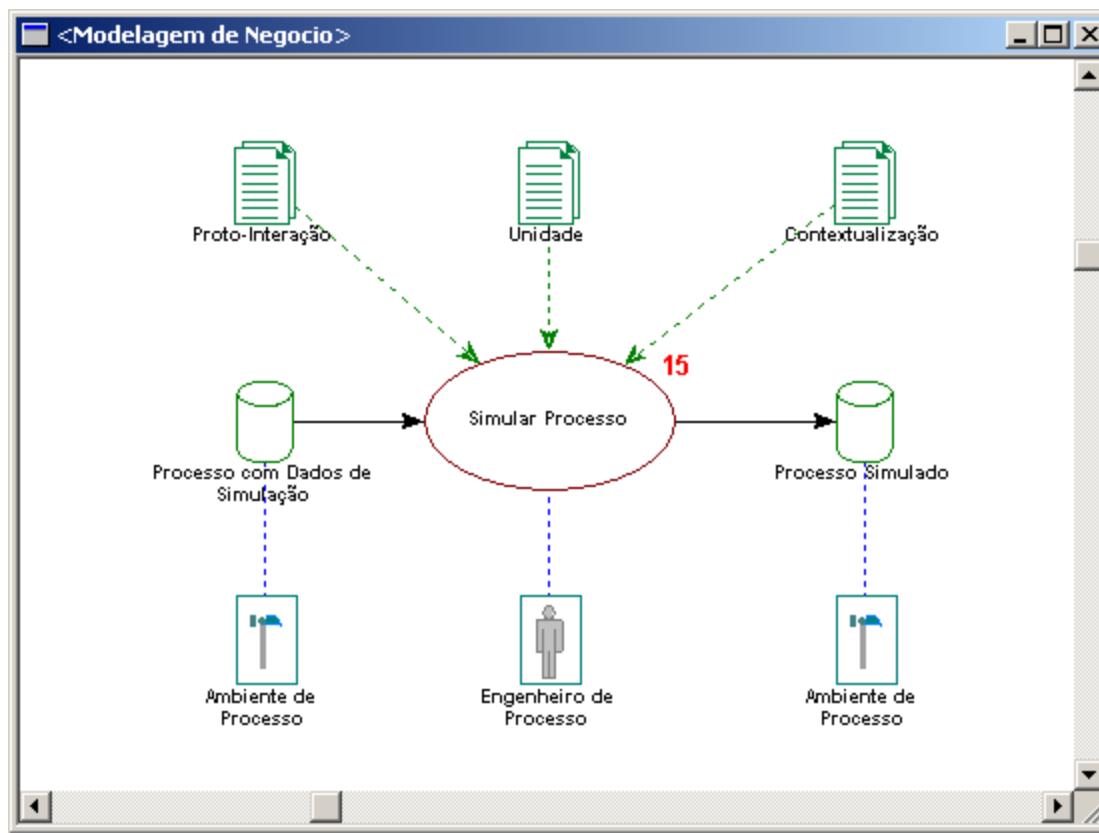 <Modelagem de Negocio>
Proto-Interação
Unidade
Contextualização
15
Simular Processo
Processo com Dados de
Simulação
Processo Simulado
Ambiente de
Processo
Engenheiro de
Processo
Ambiente de
Processo